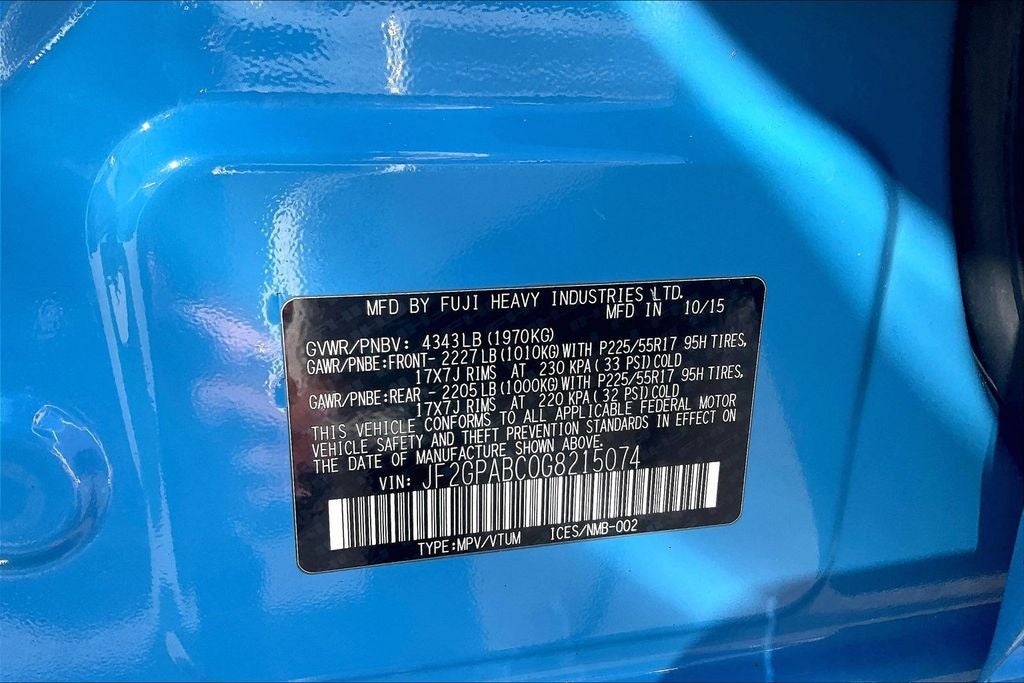 MFD BY FUJI HEAVY INDUSTRIES LTD.
MFD IN 10/15
GVWR/PNBV: 4343LB (1970KG)
GAWR/PNBE:FRONT- 2227LB (1010KG) WITH P225/55R17 95H TIRES,
17X7J RIMS AT 230 KPA (33 PSI) COLD
GAWR/PNBE:REAR - 2205LB (1000KG) WITH P225/55R17 95H TIRES,
17X7J RIMS AT 220 KPA (32 PSI) COLD
THIS VEHICLE CONFORMS TO ALL APPLICABLE FEDERAL MOTOR
VEHICLE SAFETY AND THEFT PREVENTION STANDARDS IN EFFECT ON
THE DATE OF MANUFACTURE SHOWN ABOVE.
VIN: JF2GPABC0G8215074
TYPE:MPV/VTUM ICES/NMB-002